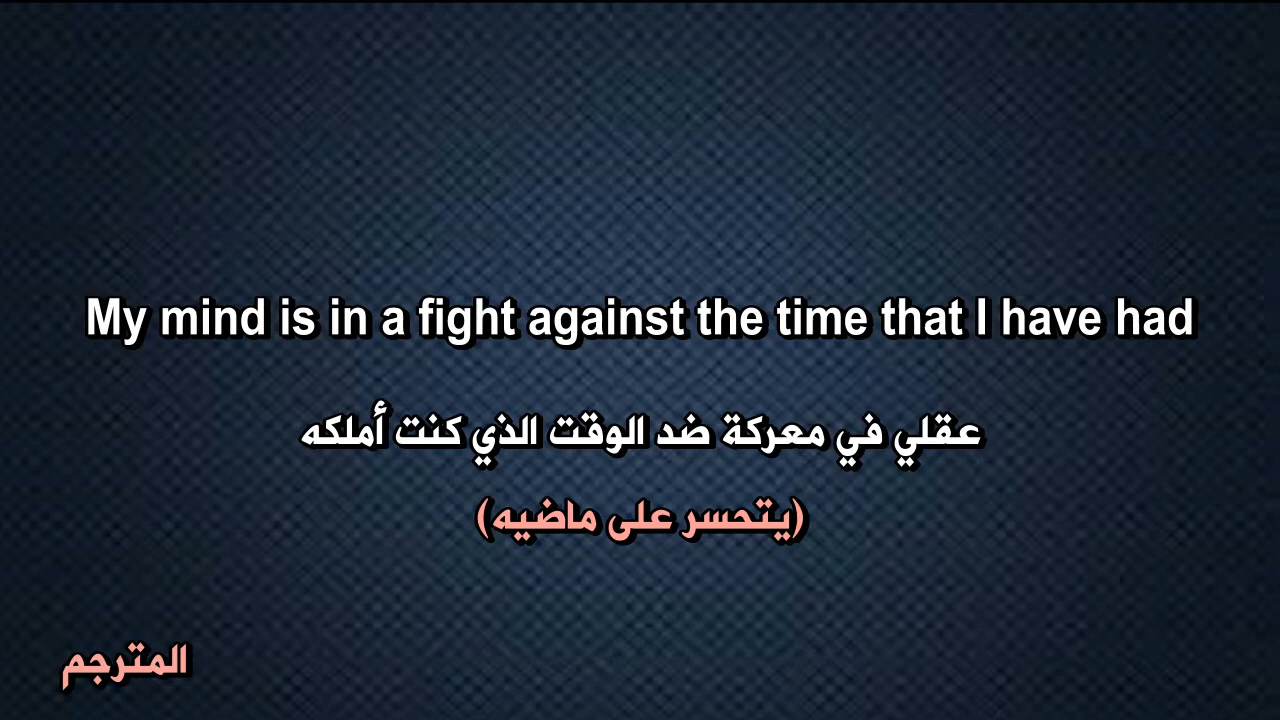 My mind is in a fight against the time that I have had
عقلي في معركة ضد الوقت الذي كنت أملكه
(يتحسر على ماضيه)
المترجم